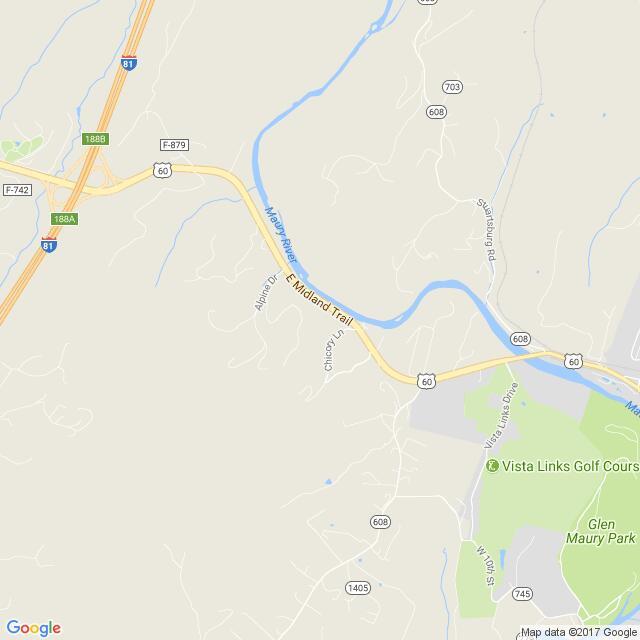 608
81
703
608
188B
F-879
60
F-742
188A
81
Stuartsburg Rd
Maury River
Alpine Dr
E Midland Trail
Chicory Ln
608
60
60
Vista Links Drive
Vista Links Golf Cours
Glen
Maury Park
608
W 10th St
1405
745
Google
Map data ©2017 Google